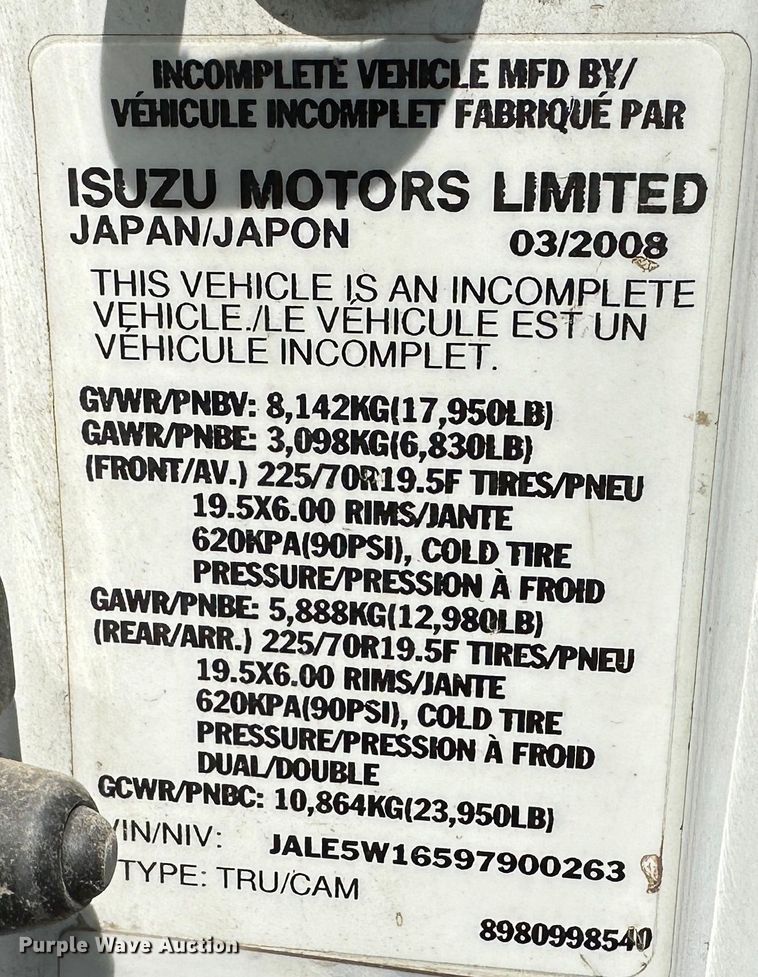 INCOMPLETE VEHICLE MFD BY/
VÉHICULE INCOMPLET FABRIQUÉ PAR
ISUZU MOTORS LIMITED
JAPAN/JAPON 03/2008
THIS VEHICLE IS AN INCOMPLETE
VEHICLE./LE VÉHICULE EST UN
VÉHICULE INCOMPLET.
GVWR/PNBV: 8,142KG(17,950LB)
GAWR/PNBE: 3,098KG(6,830LB)
(FRONT/AV.) 225/70R19.5F TIRES/PNEU
19.5X6.00 RIMS/JANTE
620KPA(90PSI), COLD TIRE
PRESSURE/PRESSION À FROID
GAWR/PNBE: 5,888KG(12,980LB)
(REAR/ARR.) 225/70R19.5F TIRES/PNEU
19.5X6.00 RIMS/JANTE
620KPA(90PSI), COLD TIRE
PRESSURE/PRESSION À FROID
DUAL/DOUBLE
GCWR/PNBC: 10,864KG(23,950LB)
VIN/NIV: JALE5W16597900263
TYPE: TRU/CAM
8980998540
Purple Wave Auction